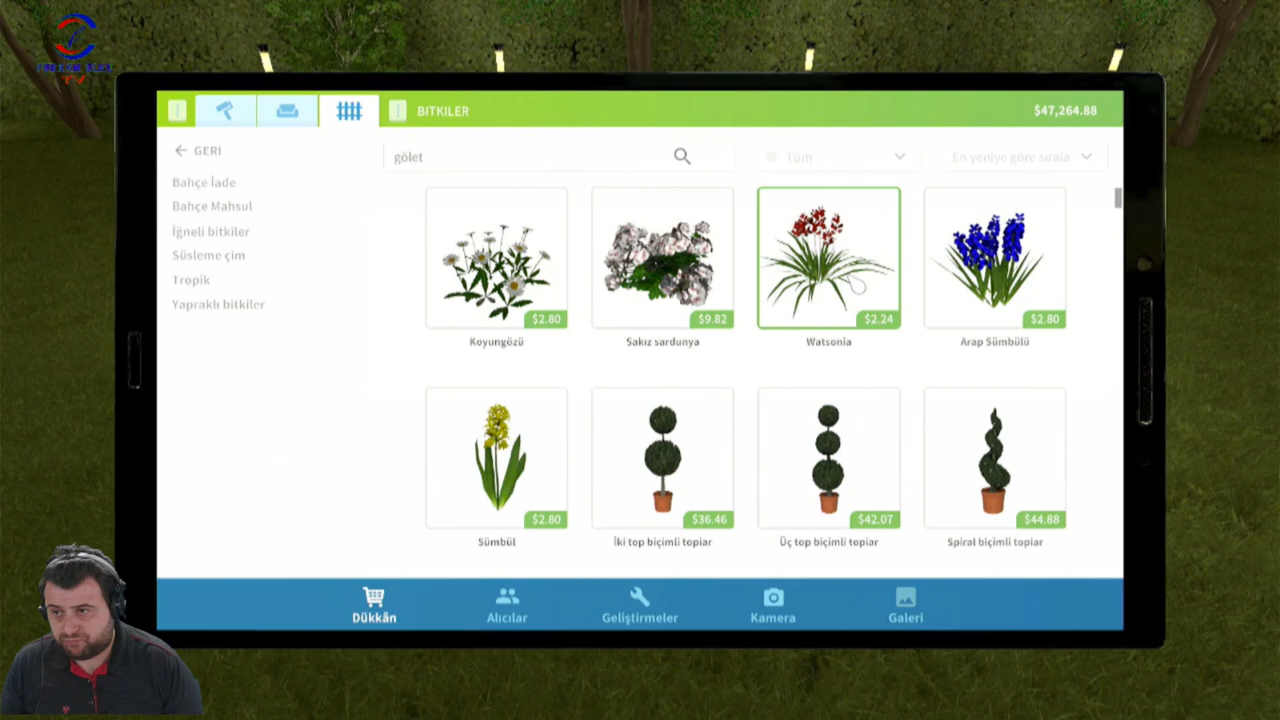 BITKILER
$47,264.88
GERI
gölet
Tüm
En yeniye göre sırala
Bahçe İade
Bahçe Mahsul
İğneli bitkiler
Süsleme çim
Tropik
Yapraklı bitkiler
$2.80
$9.82
$2.24
$2.80
Koyungözü
Sakız sardunya
Watsonia
Arap Sümbülü
$2.80
$36.46
$42.07
$44.88
Sümbül
İki top biçimli topiar
Üç top biçimli topiar
Spiral biçimli topiar
Dükkân
Alıcılar
Geliştirmeler
Kamera
Galeri
TV